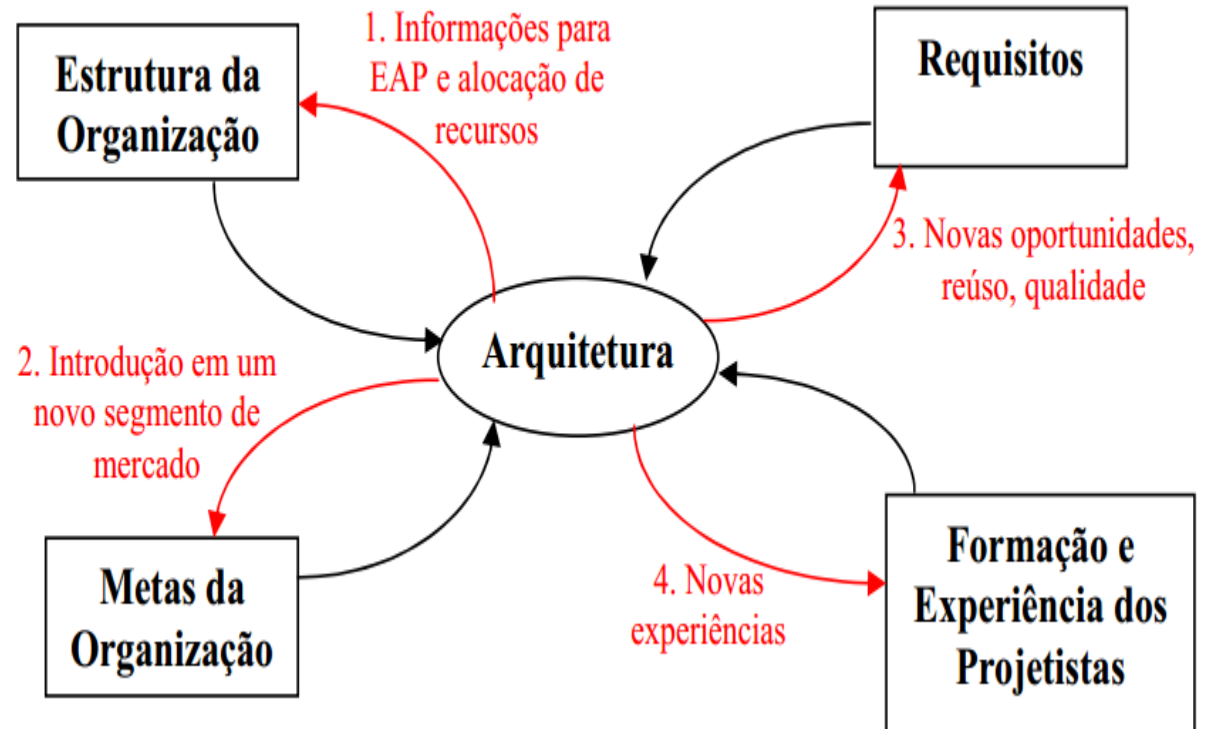 Estrutura da
Organização
1. Informações para
EAP e alocação de
recursos
Requisitos
3. Novas oportunidades,
reúso, qualidade
Arquitetura
2. Introdução em um
novo segmento de
mercado
Metas da
Organização
4. Novas
experiências
Formação e
Experiência dos
Projetistas